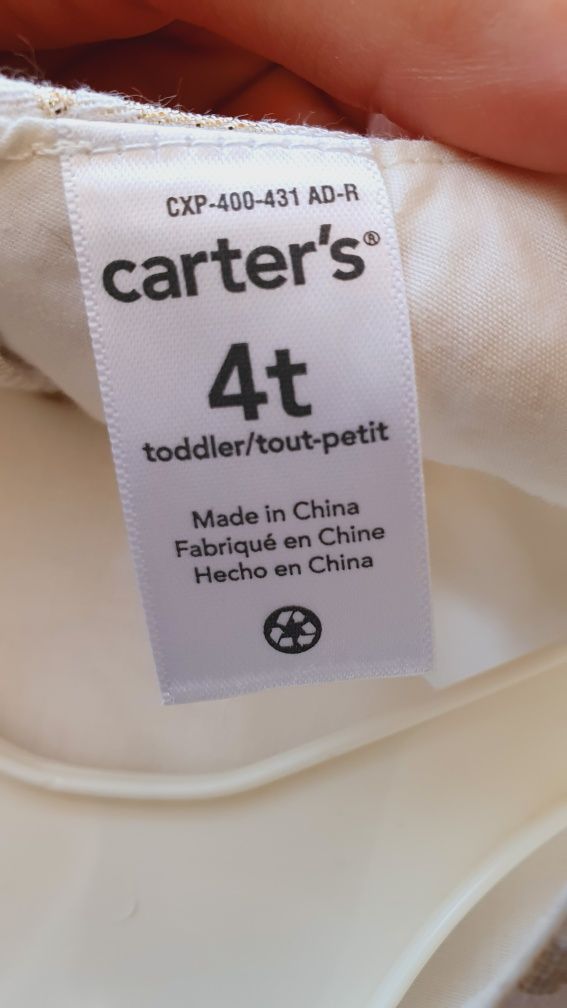 CXP-400-431 AD-R
carter's®
4t
toddler/tout-petit
Made in China
Fabriqué en Chine
Hecho en China